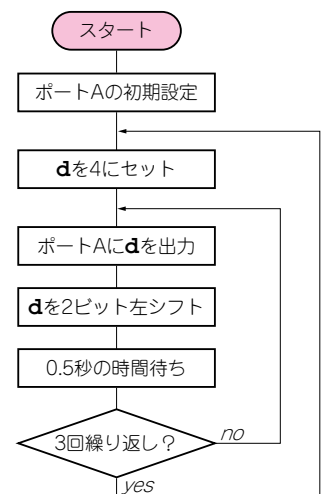 スタート
ポートAの初期設定
dを4にセット
ポートAにdを出力
dを2ビット左シフト
0.5秒の時間待ち
3回繰り返し?
no
yes